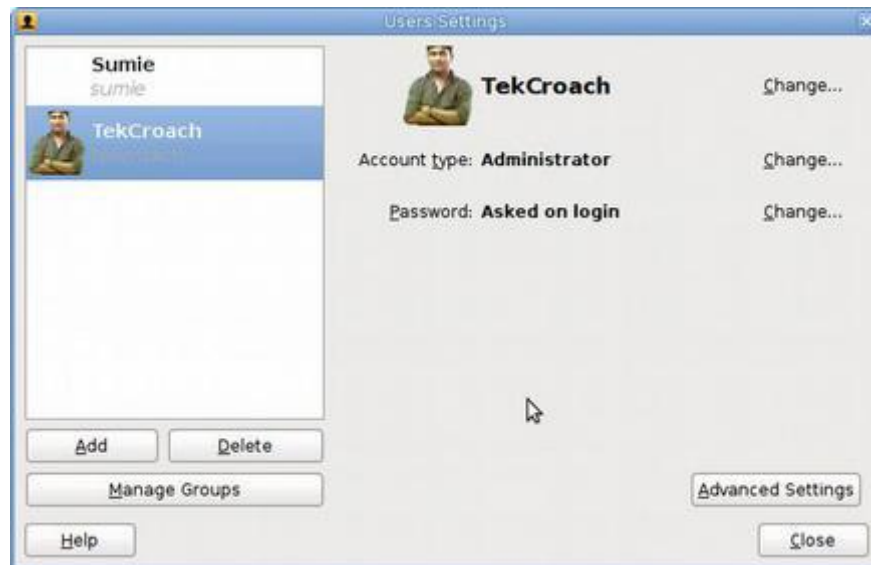 Users Settings
Sumie
sumie
TekCroach
TekCroach
Change...
Account type: Administrator
Change...
Password: Asked on login
Change...
Add
Delete
Manage Groups
Advanced Settings
Help
Close